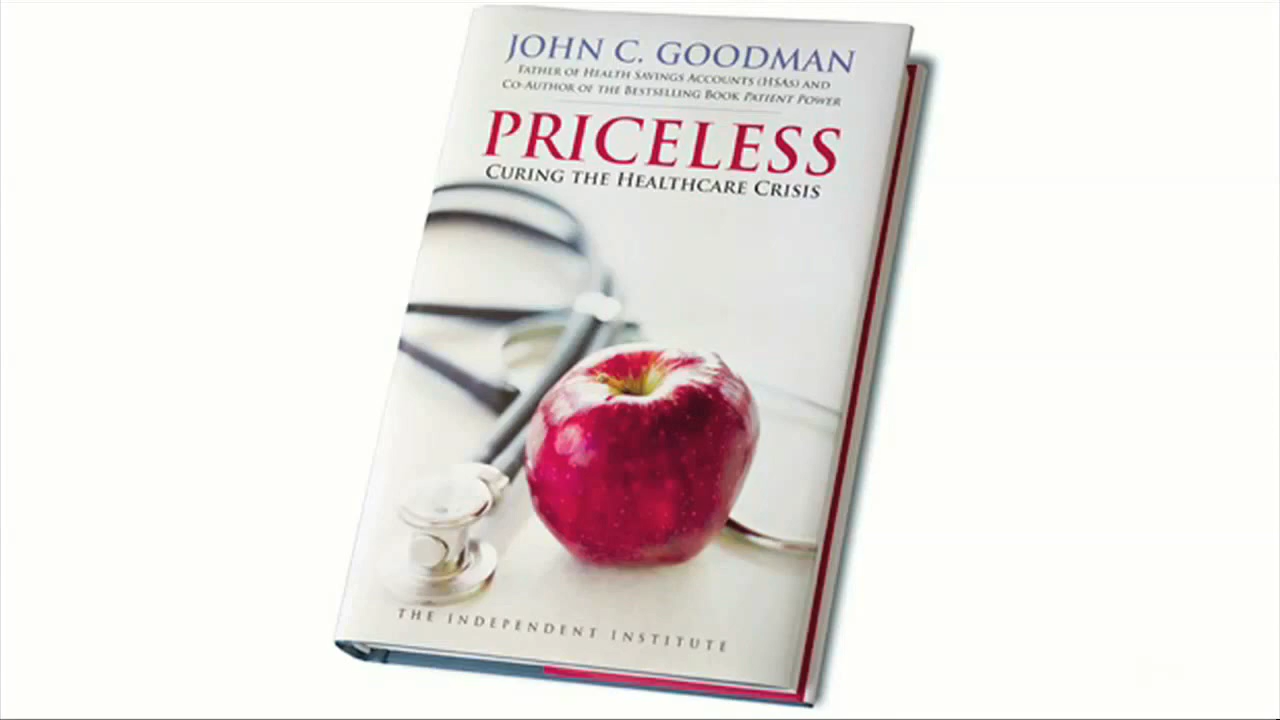 JOHN C. GOODMAN
FATHER OF HEALTH SAVINGS ACCOUNTS (HSAS) AND
CO-AUTHOR OF THE BESTSELLING BOOK PATIENT POWER
PRICELESS
CURING THE HEALTHCARE CRISIS
THE INDEPENDENT INSTITUTE